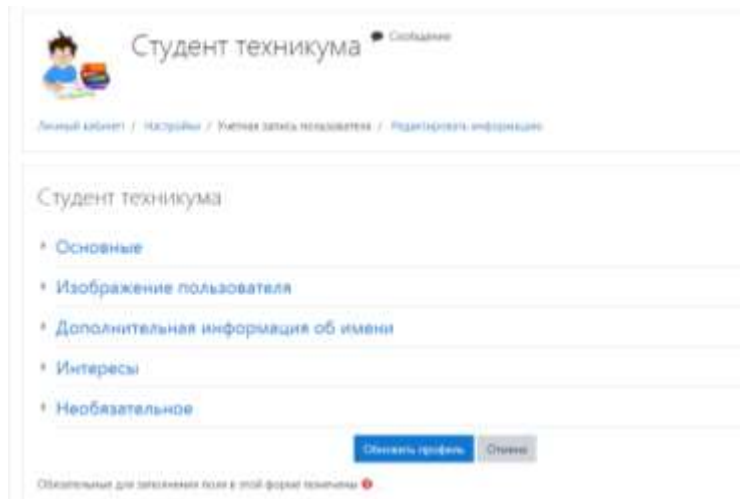 Студент техникума Сообщение
Личный кабинет / Настройки / Учетная запись пользователя / Редактировать информацию
Студент техникума
Основные
Изображение пользователя
Дополнительная информация об имени
Интересы
Необязательное
Обновить профиль Отмена
Обязательные для заполнения поля в этой форме помечены